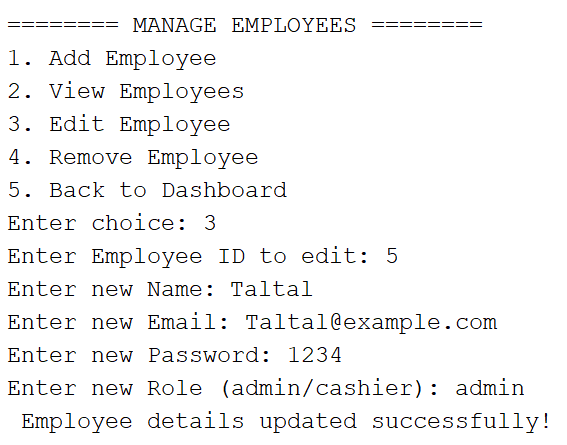 ======== MANAGE EMPLOYEES ========
1. Add Employee
2. View Employees
3. Edit Employee
4. Remove Employee
5. Back to Dashboard
Enter choice: 3
Enter Employee ID to edit: 5
Enter new Name: Taltal
Enter new Email: Taltal@example.com
Enter new Password: 1234
Enter new Role (admin/cashier): admin
 Employee details updated successfully!